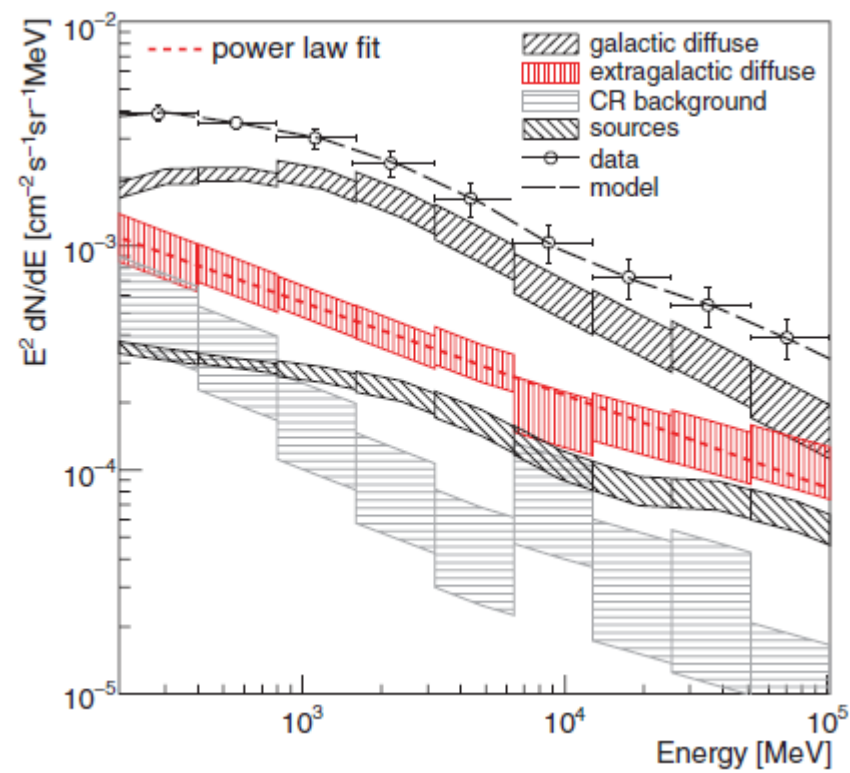 10⁻²
power law fit
galactic diffuse
extragalactic diffuse
CR background
sources
data
model
E² dN/dE [cm⁻² s⁻¹sr⁻¹MeV]
10⁻³
10⁻⁴
10⁻⁵
10³
10⁴
10⁵
Energy [MeV]